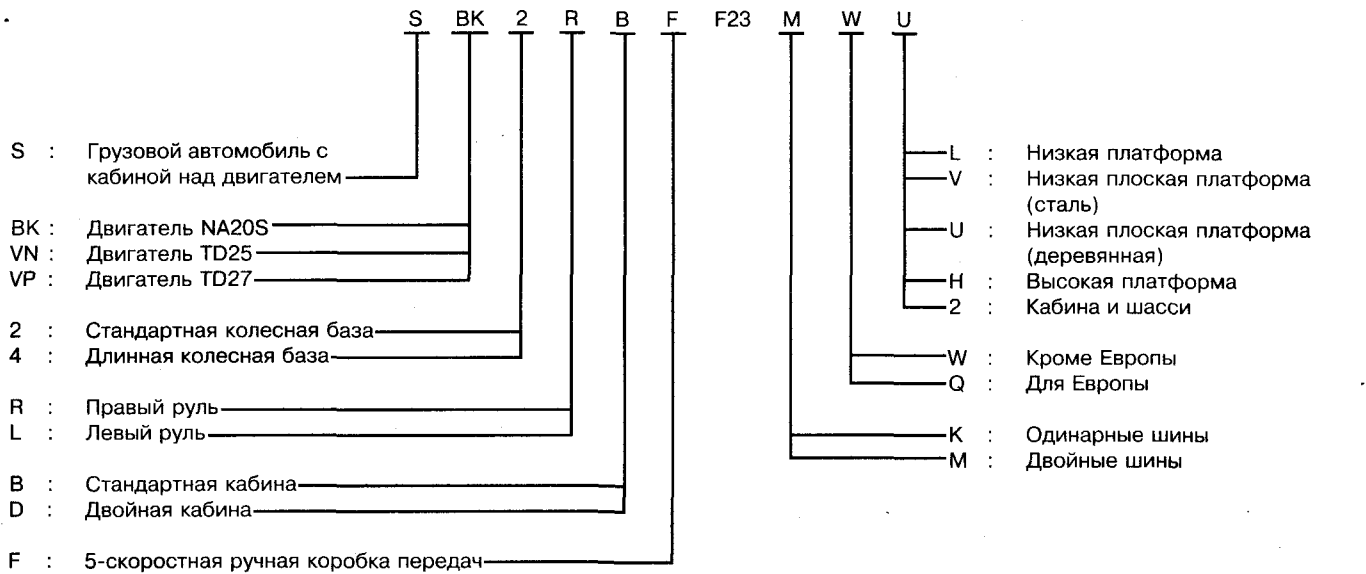 S BK 2 R B F F23 M W U
S : Грузовой автомобиль с
кабиной над двигателем
BK : Двигатель NA20S
VN : Двигатель TD25
VP : Двигатель TD27
2 : Стандартная колесная база
4 : Длинная колесная база
R : Правый руль
L : Левый руль
B : Стандартная кабина
D : Двойная кабина
F : 5-скоростная ручная коробка передач
L : Низкая платформа
V : Низкая плоская платформа
(сталь)
U : Низкая плоская платформа
(деревянная)
H : Высокая платформа
2 : Кабина и шасси
W : Кроме Европы
Q : Для Европы
K : Одинарные шины
M : Двойные шины